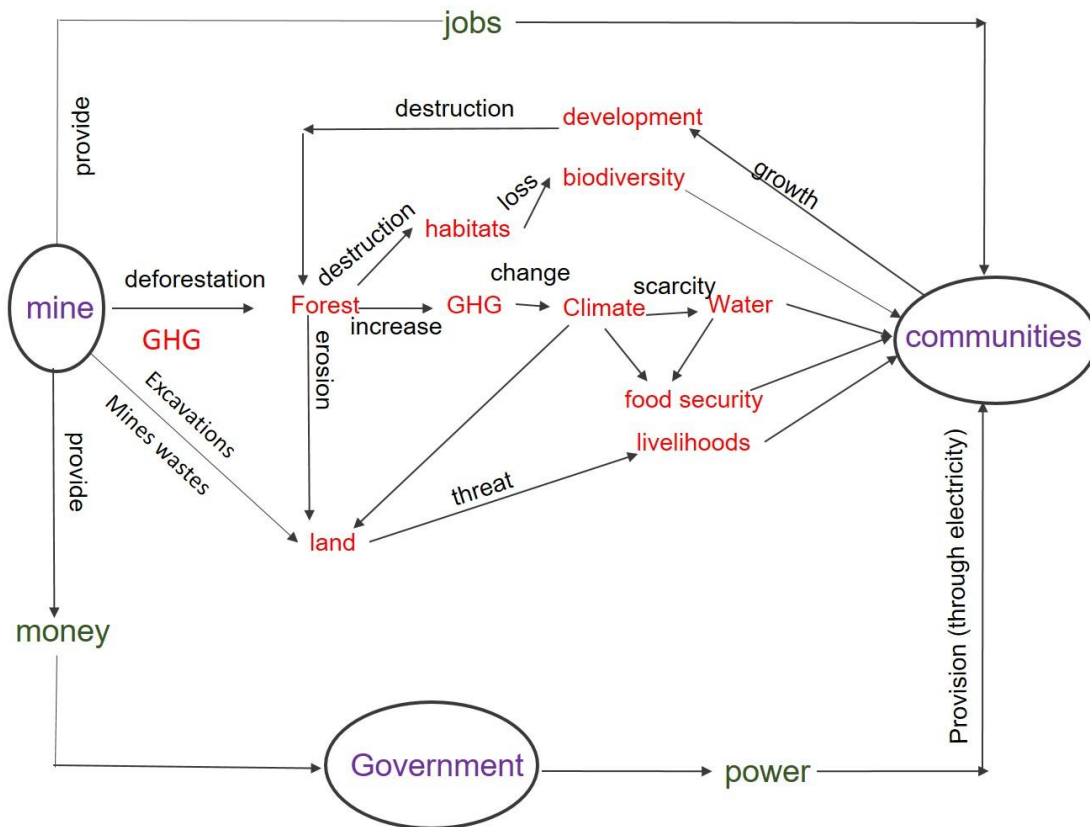 jobs
provide
destruction
development
growth
biodiversity
loss
habitats
destruction
deforestation
change
scarcity
mine
Forest
increase
GHG
Climate
Water
communities
GHG
erosion
Excavations
Mines wastes
food security
livelihoods
provide
threat
land
Provision (through electricity)
money
Government
power